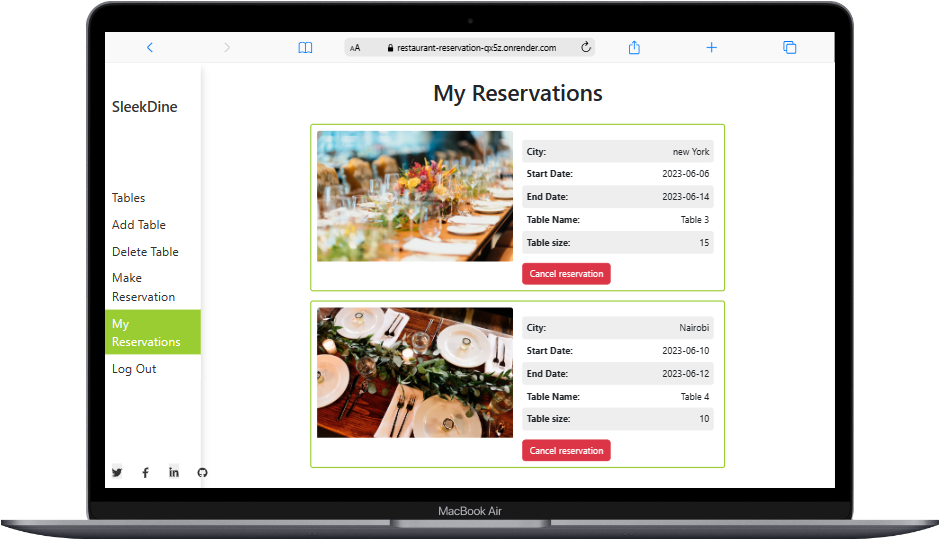 AA restaurant-reservation-qx5z.onrender.com
SleekDine
Tables
Add Table
Delete Table
Make
Reservation
My
Reservations
Log Out
My Reservations
City: new York
Start Date: 2023-06-06
End Date: 2023-06-14
Table Name: Table 3
Table size: 15
Cancel reservation
City: Nairobi
Start Date: 2023-06-10
End Date: 2023-06-12
Table Name: Table 4
Table size: 10
Cancel reservation
MacBook Air